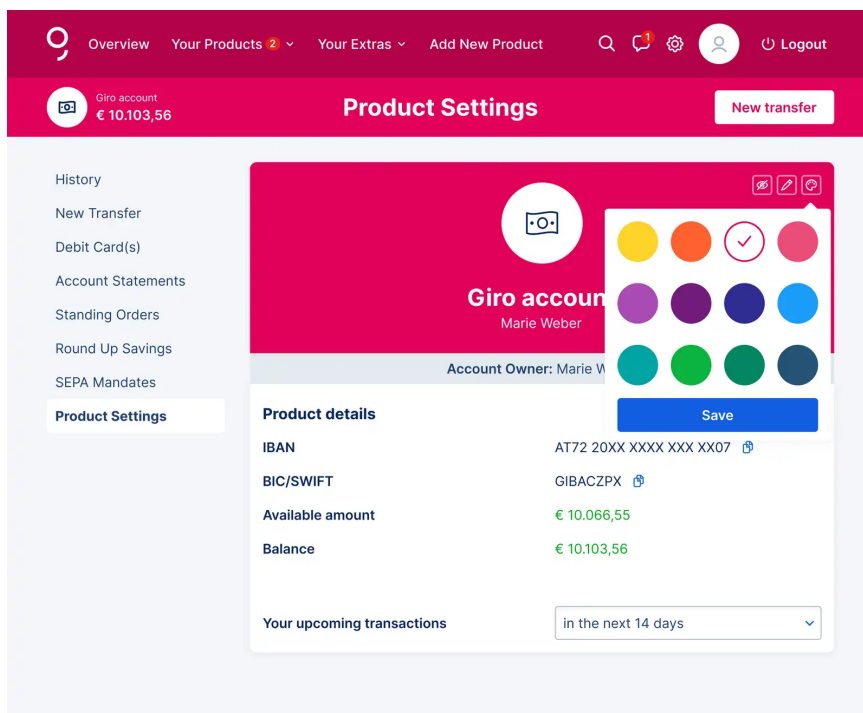 Overview Your Products 2 Your Extras Add New Product 1 Logout
Giro account
€ 10.103,56
Product Settings
New transfer
History
New Transfer
Debit Card(s)
Account Statements
Standing Orders
Round Up Savings
SEPA Mandates
Product Settings
Giro accoun
Marie Weber
Account Owner: Marie W
Save
Product details
IBAN AT72 20XX XXXX XXX XX07
BIC/SWIFT GIBACZPX
Available amount € 10.066,55
Balance € 10.103,56
Your upcoming transactions in the next 14 days